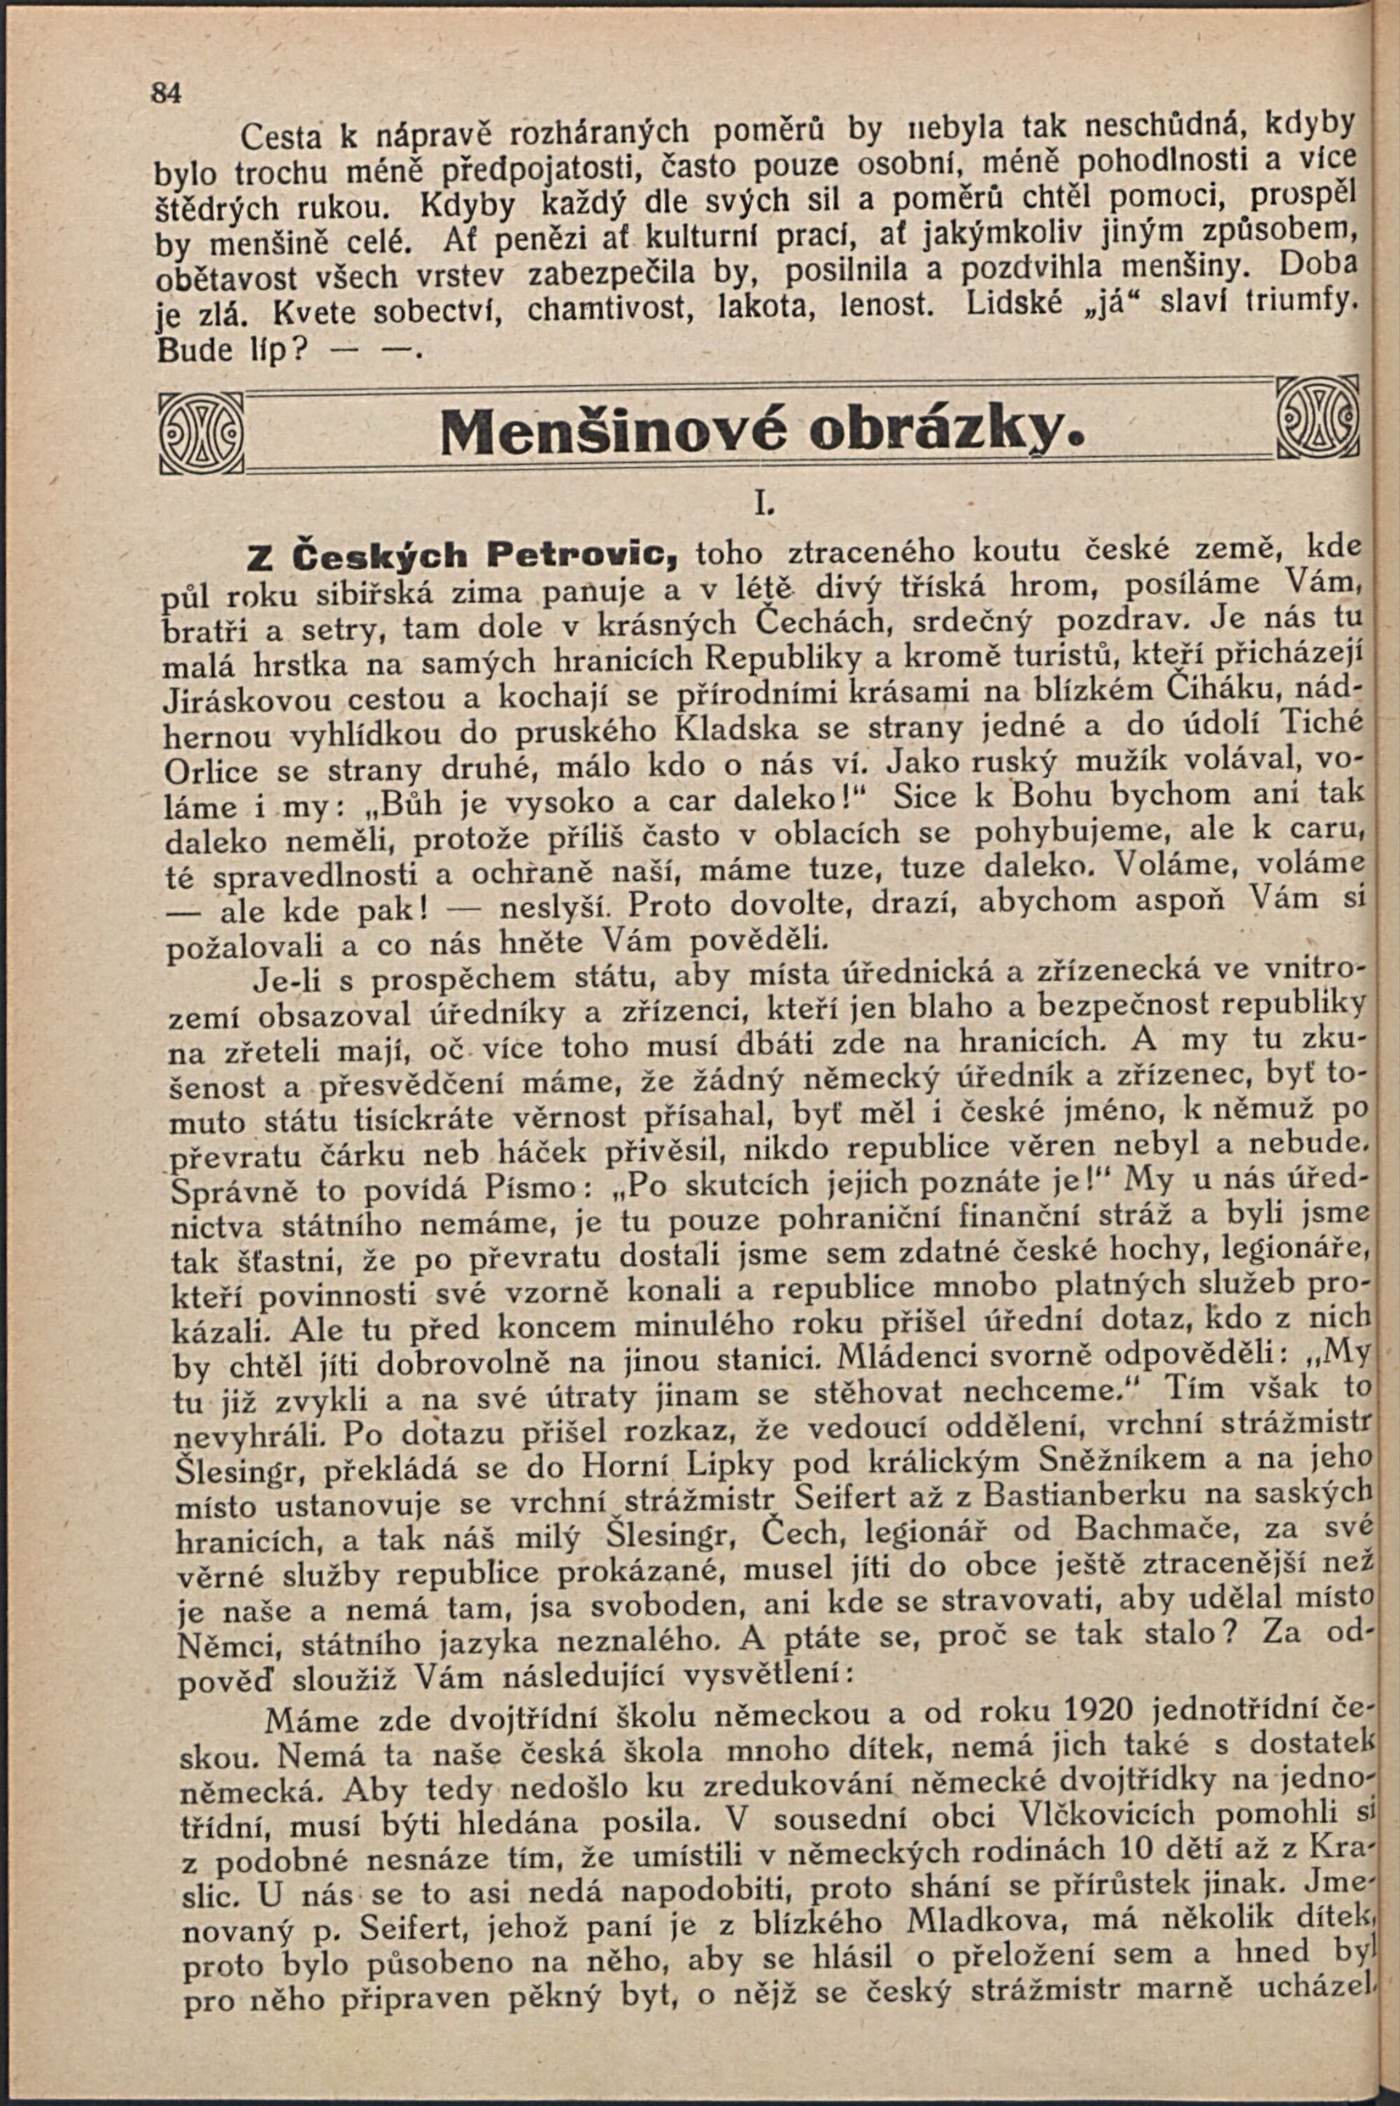 84
Cesta k nápravě rozháraných poměrů by nebyla tak neschůdná, kdyby
bylo trochu méně předpojatosti, často pouze osobní, méně pohodlnosti a více
štědrých rukou. Kdyby každý dle svých sil a poměrů chtěl pomoci, prospěl
by menšině celé. Ať penězi ať kulturní prací, ať jakýmkoliv jiným způsobem,
obětavost všech vrstev zabezpečila by, posilnila a pozdvihla menšiny. Doba
je zlá. Kvete sobectví, chamtivost, lakota, lenost. Lidské „já“ slaví triumfy.
Bude líp? — —.
Menšinové obrázky.
I.
Z Českých Petrovic, toho ztraceného koutu české země, kde
půl roku sibiřská zima panuje a v létě divý tříská hrom, posíláme Vám,
bratři a setry, tam dole v krásných Čechách, srdečný pozdrav. Je nás tu
malá hrstka na samých hranicích Republiky a kromě turistů, kteří přicházejí
Jiráskovou cestou a kochají se přírodními krásami na blízkém Čiháku, nád-
hernou vyhlídkou do pruského Kladska se strany jedné a do údolí Tiché
Orlice se strany druhé, málo kdo o nás ví. Jako ruský mužík volával, vo-
láme i my: „Bůh je vysoko a car daleko!“ Sice k Bohu bychom ani tak
daleko neměli, protože příliš často v oblacích se pohybujeme, ale k caru,
té spravedlnosti a ochraně naší, máme tuze, tuze daleko. Voláme, voláme
— ale kde pak! — neslyší. Proto dovolte, drazí, abychom aspoň Vám si
požalovali a co nás hněte Vám pověděli.
Je-li s prospěchem státu, aby místa úřednická a zřízenecká ve vnitro-
zemí obsazoval úředníky a zřízenci, kteří jen blaho a bezpečnost republiky
na zřeteli mají, oč více toho musí dbáti zde na hranicích. A my tu zku-
šenost a přesvědčení máme, že žádný německý úředník a zřízenec, byť to-
muto státu tisíckráte věrnost přísahal, byť měl i české jméno, k němuž po
převratu čárku neb háček přivěsil, nikdo republice věren nebyl a nebude.
Správně to povídá Písmo: „Po skutcích jejich poznáte je!“ My u nás úřed-
nictva státního nemáme, je tu pouze pohraniční finanční stráž a byli jsme
tak šťastni, že po převratu dostali jsme sem zdatné české hochy, legionáře,
kteří povinnosti své vzorně konali a republice mnobo platných služeb pro-
kázali. Ale tu před koncem minulého roku přišel úřední dotaz, kdo z nich
by chtěl jíti dobrovolně na jinou stanici. Mládenci svorně odpověděli: „My
tu již zvykli a na své útraty jinam se stěhovat nechceme.“ Tím však to
nevyhráli. Po dotazu přišel rozkaz, že vedoucí oddělení, vrchní strážmistr
Šlesingr, překládá se do Horní Lipky pod králickým Sněžníkem a na jeho
místo ustanovuje se vrchní strážmistr Seifert až z Bastianberku na saských
hranicích, a tak náš milý Šlesingr, Čech, legionář od Bachmače, za své
věrné služby republice prokázané, musel jíti do obce ještě ztracenější než
je naše a nemá tam, jsa svoboden, ani kde se stravovati, aby udělal místo
Němci, státního jazyka neznalého. A ptáte se, proč se tak stalo? Za od-
pověď sloužiž Vám následující vysvětlení:
Máme zde dvojtřídní školu německou a od roku 1920 jednotřídní če-
skou. Nemá ta naše česká škola mnoho dítek, nemá jich také s dostatek
německá. Aby tedy nedošlo ku zredukování německé dvojtřídky na jedno-
třídní, musí býti hledána posila. V sousední obci Vlčkovicích pomohli si
z podobné nesnáze tím, že umístili v německých rodinách 10 dětí až z Kra-
slic. U nás se to asi nedá napodobiti, proto shání se přírůstek jinak. Jme-
novaný p. Seifert, jehož paní je z blízkého Mladkova, má několik dítek,
proto bylo působeno na něho, aby se hlásil o přeložení sem a hned byl
pro něho připraven pěkný byt, o nějž se český strážmistr marně ucházel.